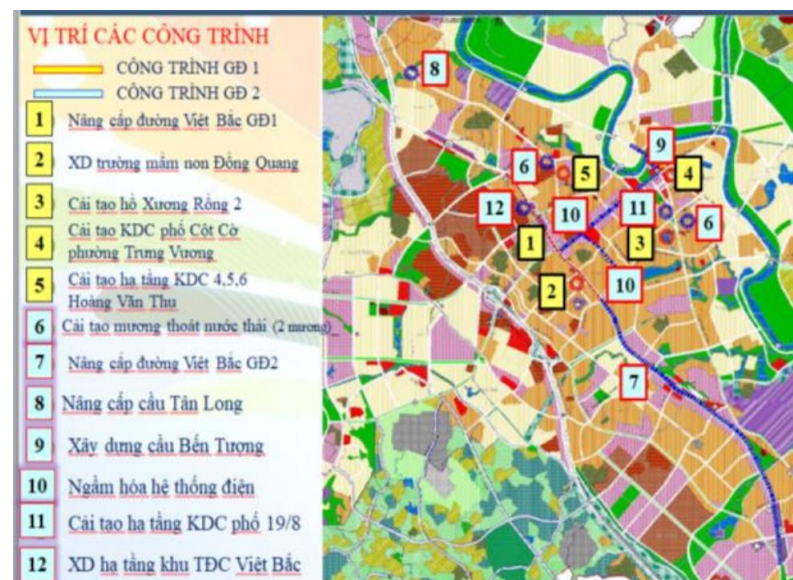 VỊ TRÍ CÁC CÔNG TRÌNH
CÔNG TRÌNH GĐ 1
CÔNG TRÌNH GĐ 2
1 Nâng cấp đường Việt Bắc GĐ1
2 XD trường mầm non Đồng Quang
3 Cải tạo hồ Xương Rồng 2
4 Cải tạo KDC phố Cột Cờ
phường Trưng Vương
5 Cải tạo hạ tầng KDC 4,5,6
Hoàng Văn Thụ
6 Cải tạo mương thoát nước thải (2 mương)
7 Nâng cấp đường Việt Bắc GĐ2
8 Nâng cấp cầu Tân Long
9 Xây dựng cầu Bến Tượng
10 Ngầm hóa hệ thống điện
11 Cải tạo hạ tầng KDC phố 19/8
12 XD hạ tầng khu TĐC Việt Bắc
8
9
6
5
4
12
10
11
6
1
3
2
10
7